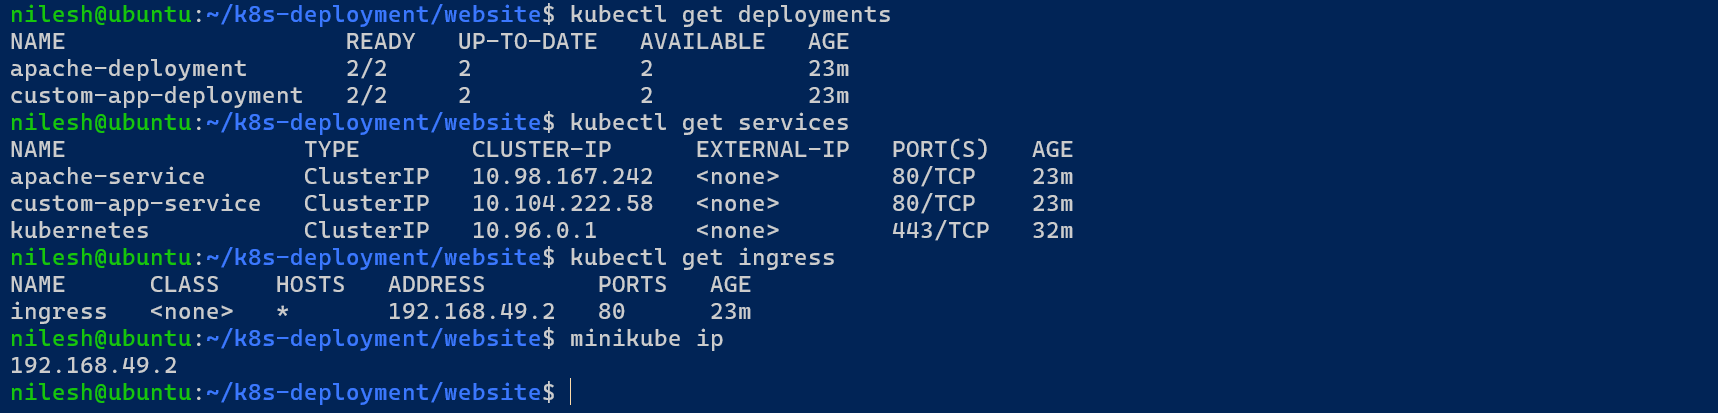 nilesh@ubuntu:~/k8s-deployment/website$ kubectl get deployments
NAME                    READY   UP-TO-DATE   AVAILABLE   AGE
apache-deployment       2/2     2            2           23m
custom-app-deployment   2/2     2            2           23m
nilesh@ubuntu:~/k8s-deployment/website$ kubectl get services
NAME                 TYPE        CLUSTER-IP      EXTERNAL-IP   PORT(S)   AGE
apache-service       ClusterIP   10.98.167.242   <none>        80/TCP    23m
custom-app-service   ClusterIP   10.104.222.58   <none>        80/TCP    23m
kubernetes           ClusterIP   10.96.0.1       <none>        443/TCP   32m
nilesh@ubuntu:~/k8s-deployment/website$ kubectl get ingress
NAME      CLASS    HOSTS   ADDRESS        PORTS   AGE
ingress   <none>   *       192.168.49.2   80      23m
nilesh@ubuntu:~/k8s-deployment/website$ minikube ip
192.168.49.2
nilesh@ubuntu:~/k8s-deployment/website$